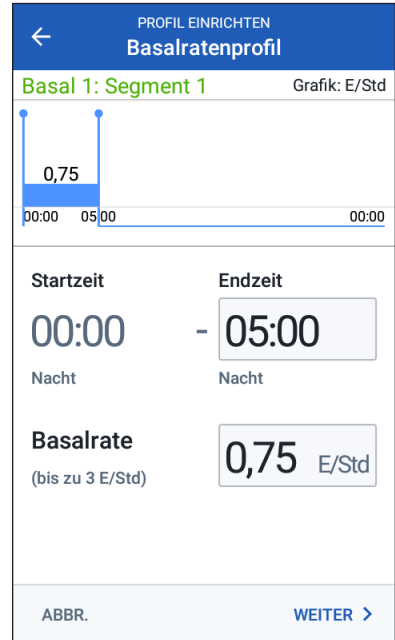 PROFIL EINRICHTEN
Basalratenprofil
Basal 1: Segment 1 Grafik: E/Std
0,75
00:00 05:00 00:00
Startzeit Endzeit
00:00 - 05:00
Nacht Nacht
Basalrate 0,75 E/Std
(bis zu 3 E/Std)
ABBR. WEITER